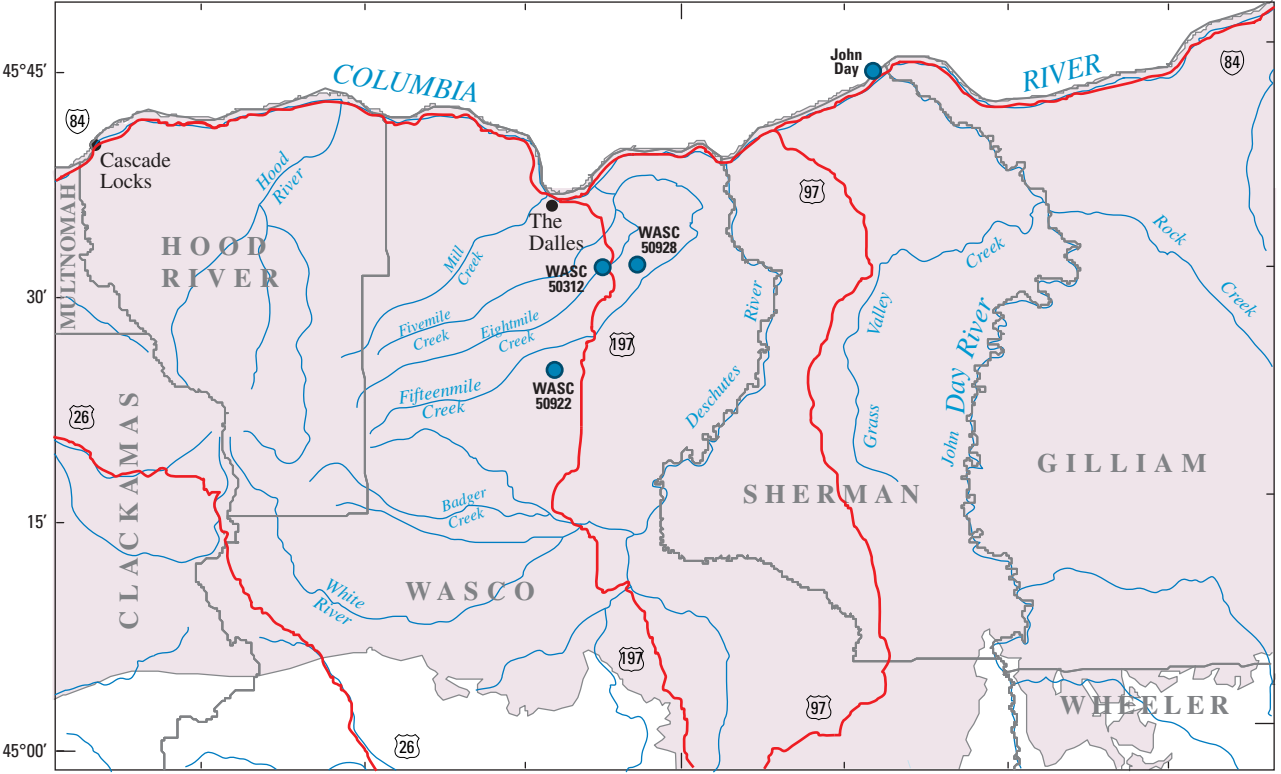 84
45°45′
COLUMBIA
John
Day
RIVER
84
Cascade
Locks
Hood
River
MULTNOMAH
HOOD
RIVER
The
Dalles
Mill
Creek
WASC
50312
WASC
50928
97
Creek
Rock
Creek
30′
Fivemile
Creek
Eightmile
Creek
197
River
Valley
John Day River
Fifteenmile
Creek
WASC
50922
Deschutes
Grass
John
26
CLACKAMAS
GILLIAM
SHERMAN
Badger
Creek
15′
WASCO
White
River
197
97
WHEELER
45°00′
26